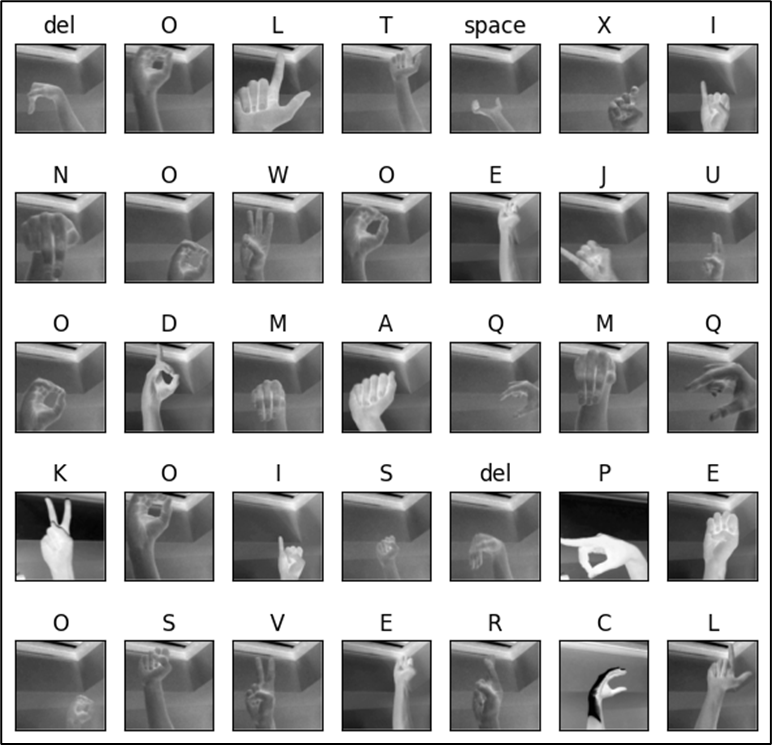 del O L T space X I
N O W O E J U
O D M A Q M Q
K O I S del P E
O S V E R C L